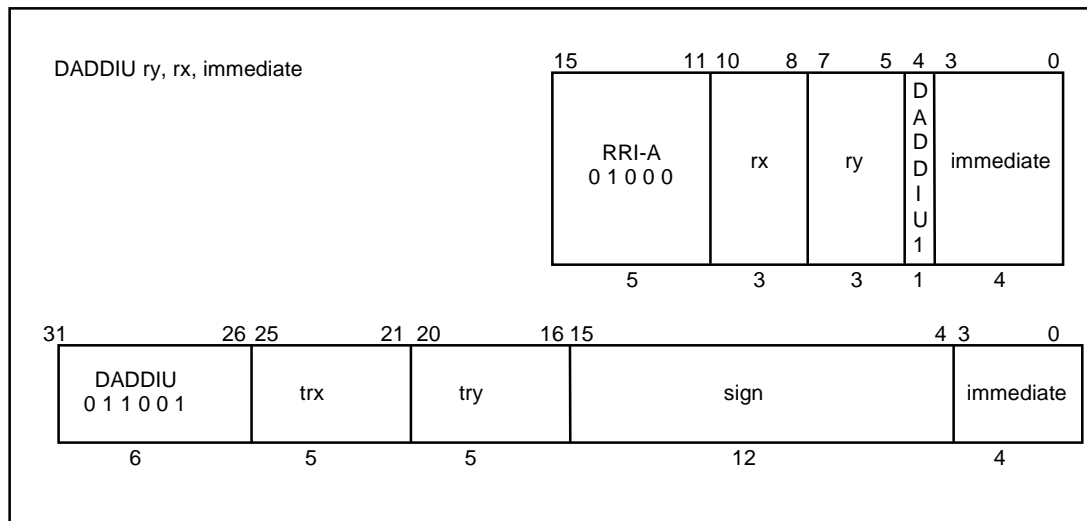 DADDIU ry, rx, immediate
15 11 10 8 7 5 4 3 0
RRI-A
0 1 0 0 0
rx
ry
D
A
D
D
I
U
1
immediate
5 3 3 1 4
31 26 25 21 20 16 15 4 3 0
DADDIU
0 1 1 0 0 1
trx
try
sign
immediate
6 5 5 12 4